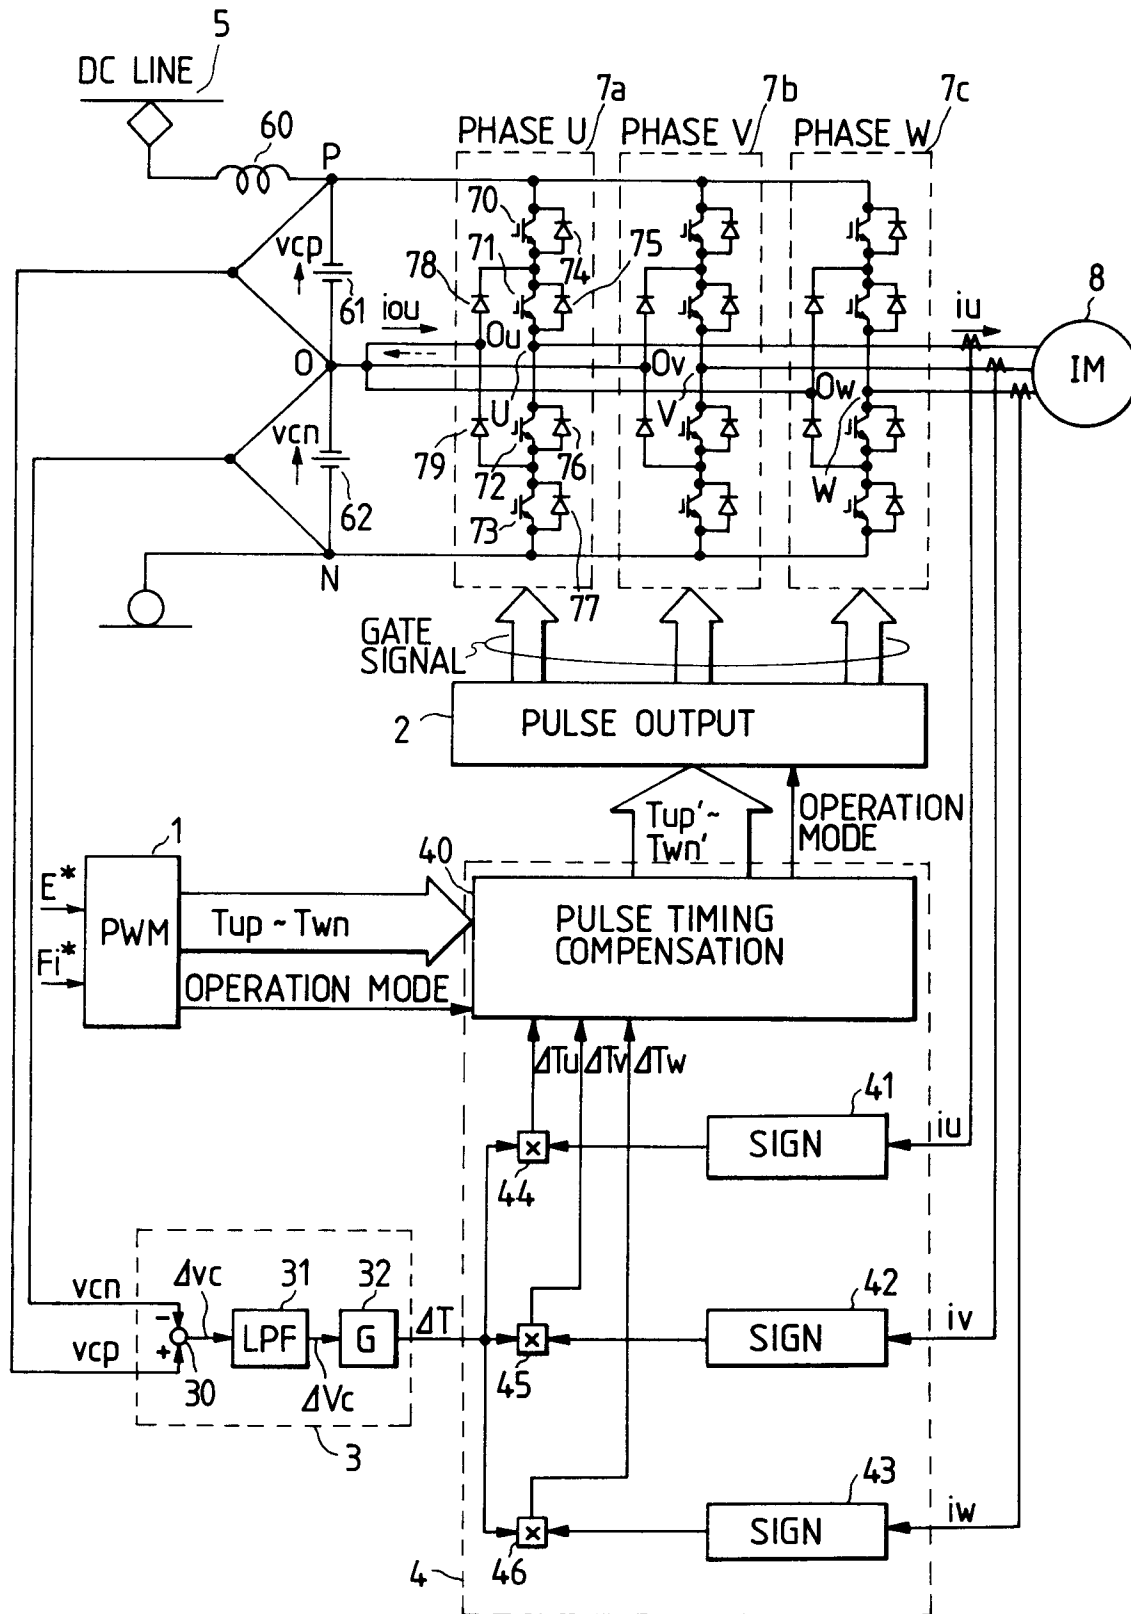 5
DC LINE
60
P
7a
7b
7c
PHASE U
PHASE V
PHASE W
70
71
74
75
78
vcp
61
iou
Ou
O
U
Ov
V
Ow
W
iu
8
IM
vcn
62
79
72
76
73
77
N
GATE
SIGNAL
2
PULSE OUTPUT
Tup'~
Twn'
OPERATION
MODE
1
E*
Fi*
PWM
Tup~Twn
OPERATION MODE
40
PULSE TIMING
COMPENSATION
ΔTu ΔTv ΔTw
41
SIGN
iu
44
42
SIGN
iv
45
43
SIGN
iw
46
4
vcn
vcp
-
+
30
Δvc
31
LPF
ΔVc
32
G
ΔT
3